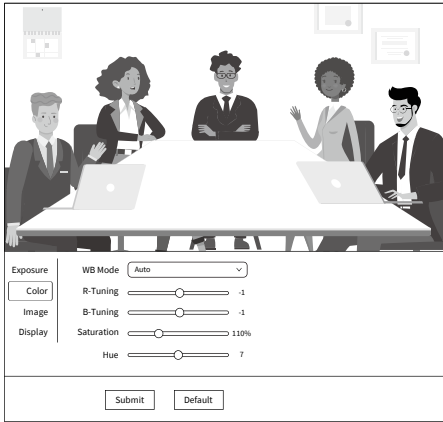 Exposure
Color
Image
Display
WB Mode Auto
R-Tuning -1
B-Tuning -1
Saturation 110%
Hue 7
Submit Default